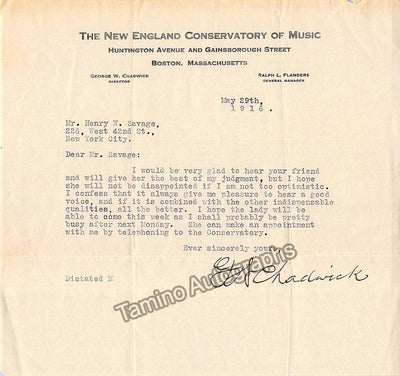 THE NEW ENGLAND CONSERVATORY OF MUSIC
HUNTINGTON AVENUE AND GAINSBOROUGH STREET
BOSTON, MASSACHUSETTS
GEORGE W. CHADWICK
DIRECTOR
RALPH L. FLANDERS
GENERAL MANAGER
May 29th,
1 9 1 6 .
Mr. Henry W. Savage,
226, West 42nd St.,
New York City.
Dear Mr. Savage:
I would be very glad to hear your friend
and will give her the best of my judgment, but I hope
she will not be disappointed if I am not too optimistic.
I confess that it always give me pleasure to hear a good
voice, and if it is combined with the other indispensable
qualities, all the better. I hope the lady will be
able to come this week as I shall probably be pretty
busy after next Monday. She can make an appointment
with me by telephoning to the Conservatory.
Ever sincerely yours,
Chadwick
Dictated M
Tamino Autographs